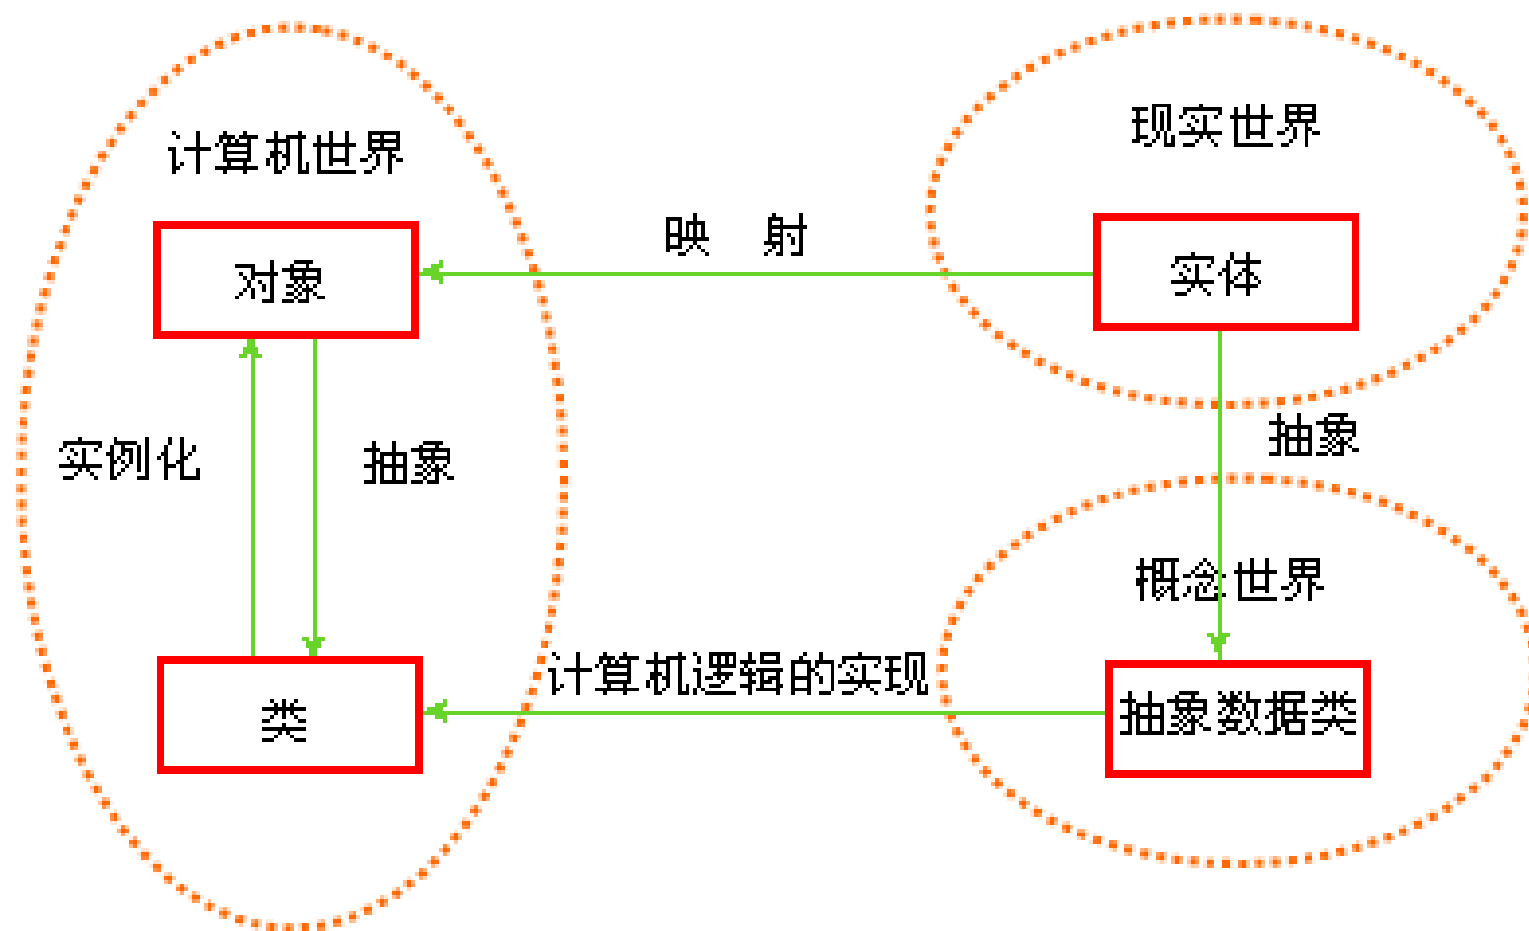 计算机世界
现实世界
映 射
对象
实体
实例化
抽象
抽象
概念世界
计算机逻辑的实现
类
抽象数据类